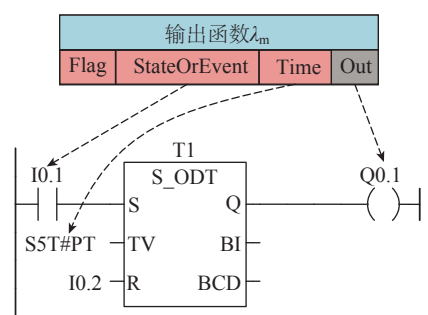 输出函数λm
Flag StateOrEvent Time Out
T1
I0.1 S_ODT Q0.1
S Q
S5T#PT TV BI
I0.2 R BCD